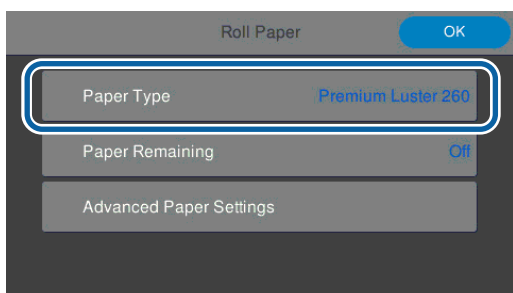 Roll Paper OK
Paper Type Premium Luster 260
Paper Remaining Off
Advanced Paper Settings